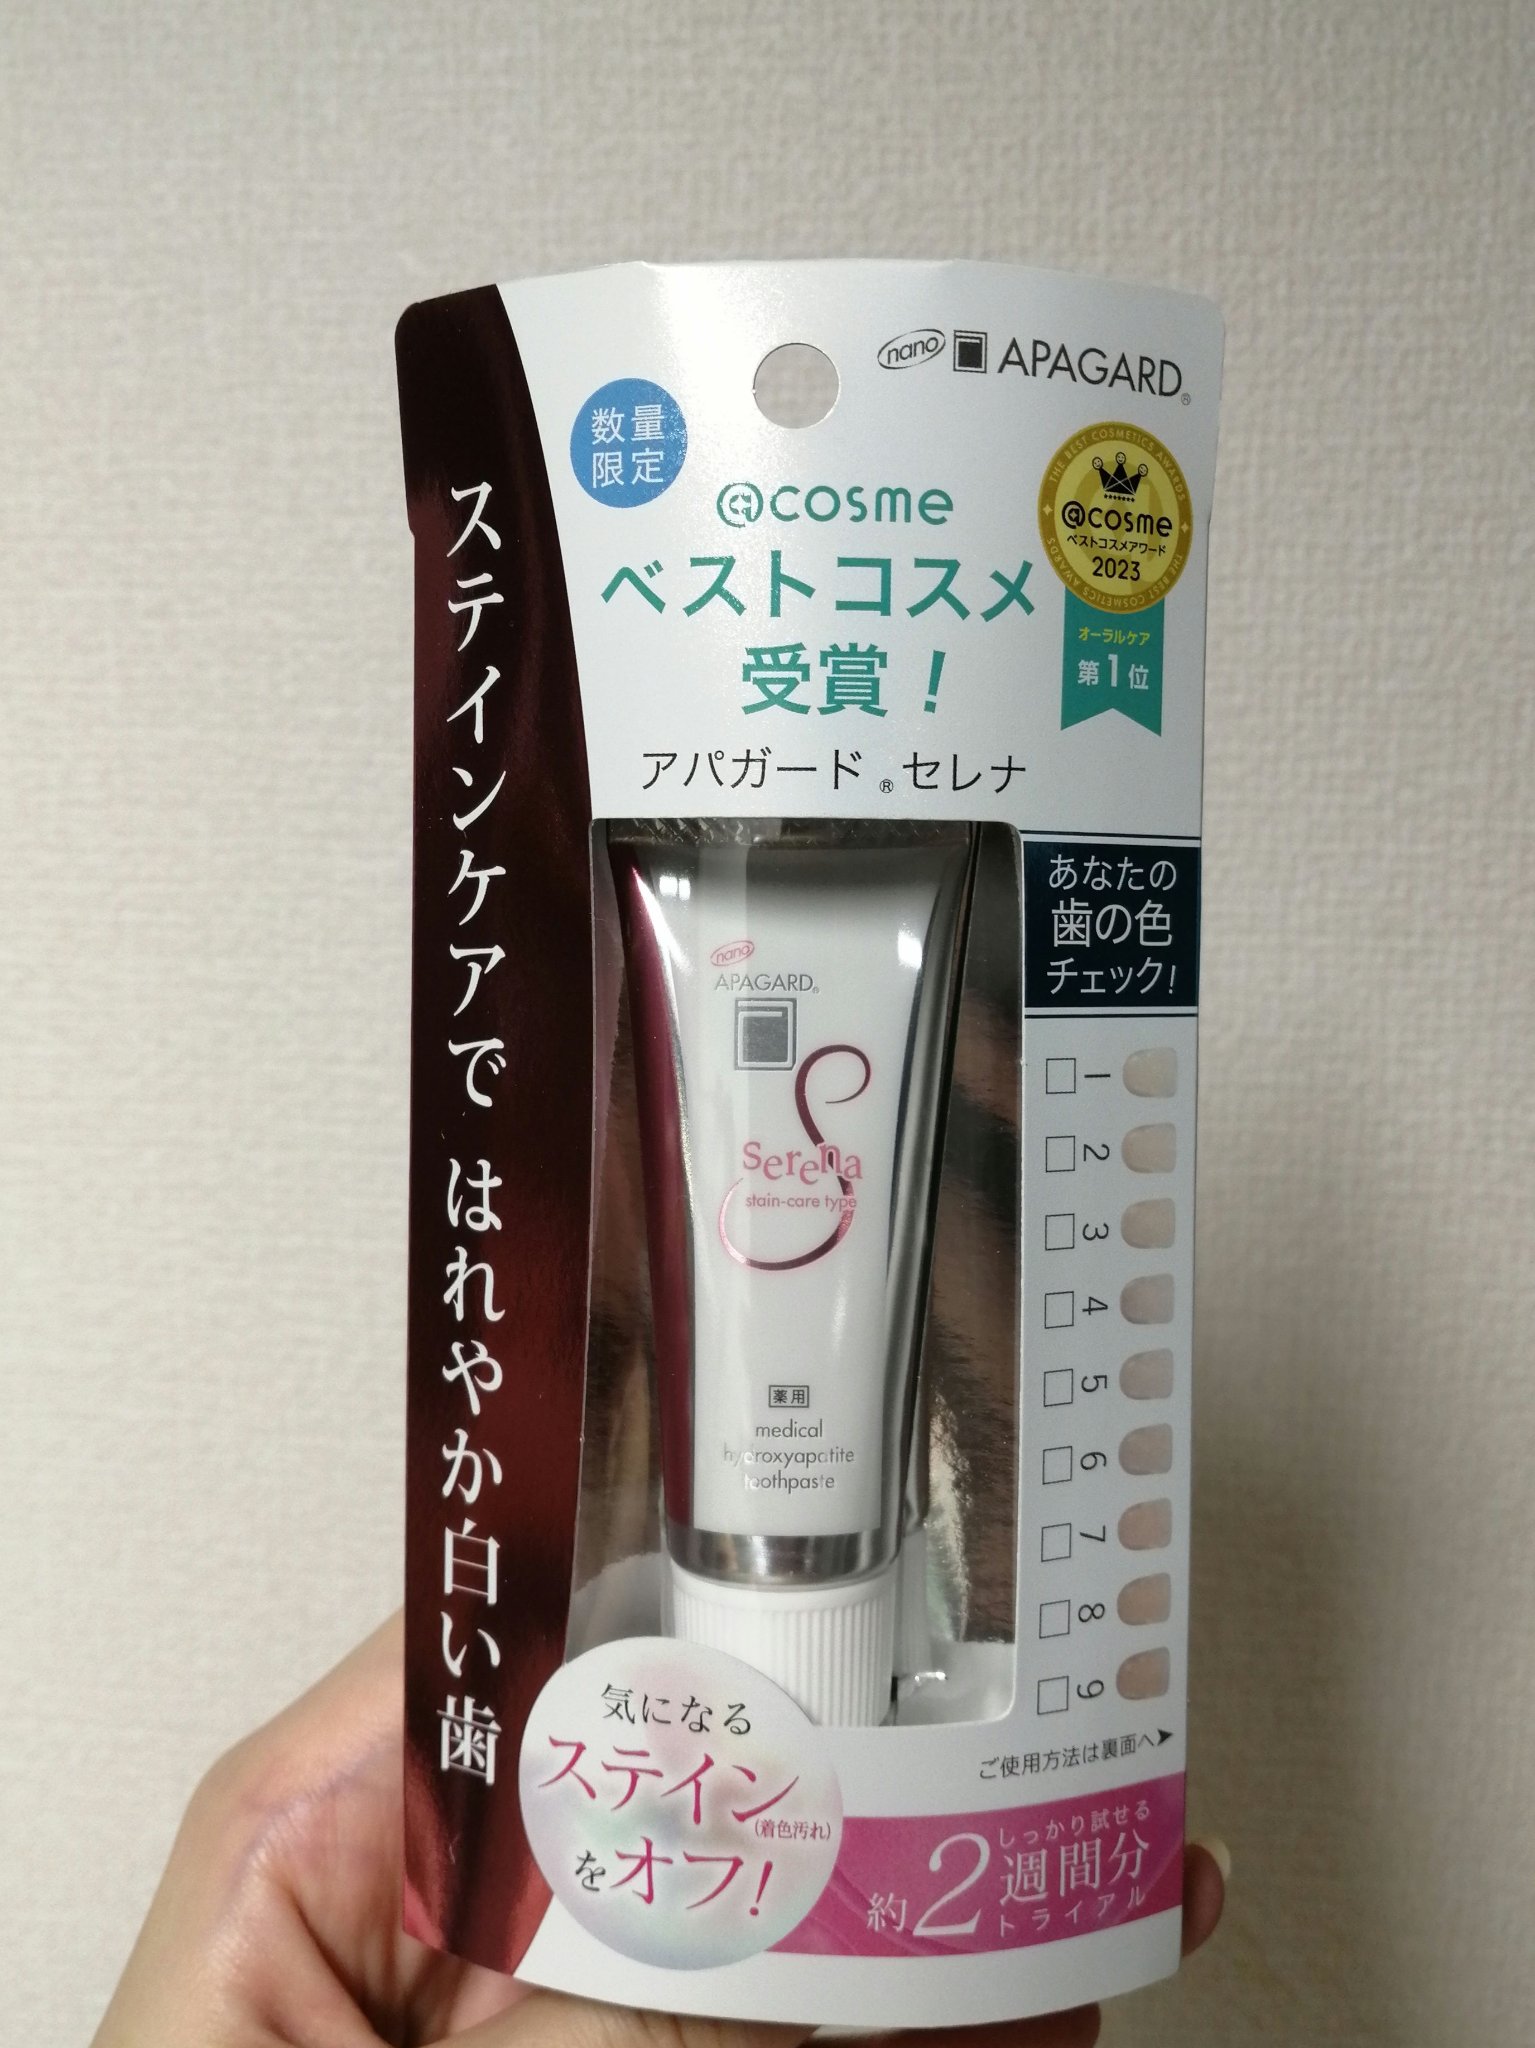 nano APAGARD®
数量
限定
@cosme
ベストコスメ
受賞！
THE BEST COSMETICS AWARDS
@cosme
ベストコスメアワード
2023
THE BEST COSMETICS AWARDS
オーラルケア
第1位
アパガード®セレナ
ステインケアで はれやか白い歯
nano
APAGARD®
Serena
stain-care type
薬用
medical
hydroxyapatite
toothpaste
あなたの
歯の色
チェック！
1
2
3
4
5
6
7
8
9
ご使用方法は裏面へ
気になる
ステイン
(着色汚れ)
をオフ！
しっかり試せる
約2週間分
トライアル